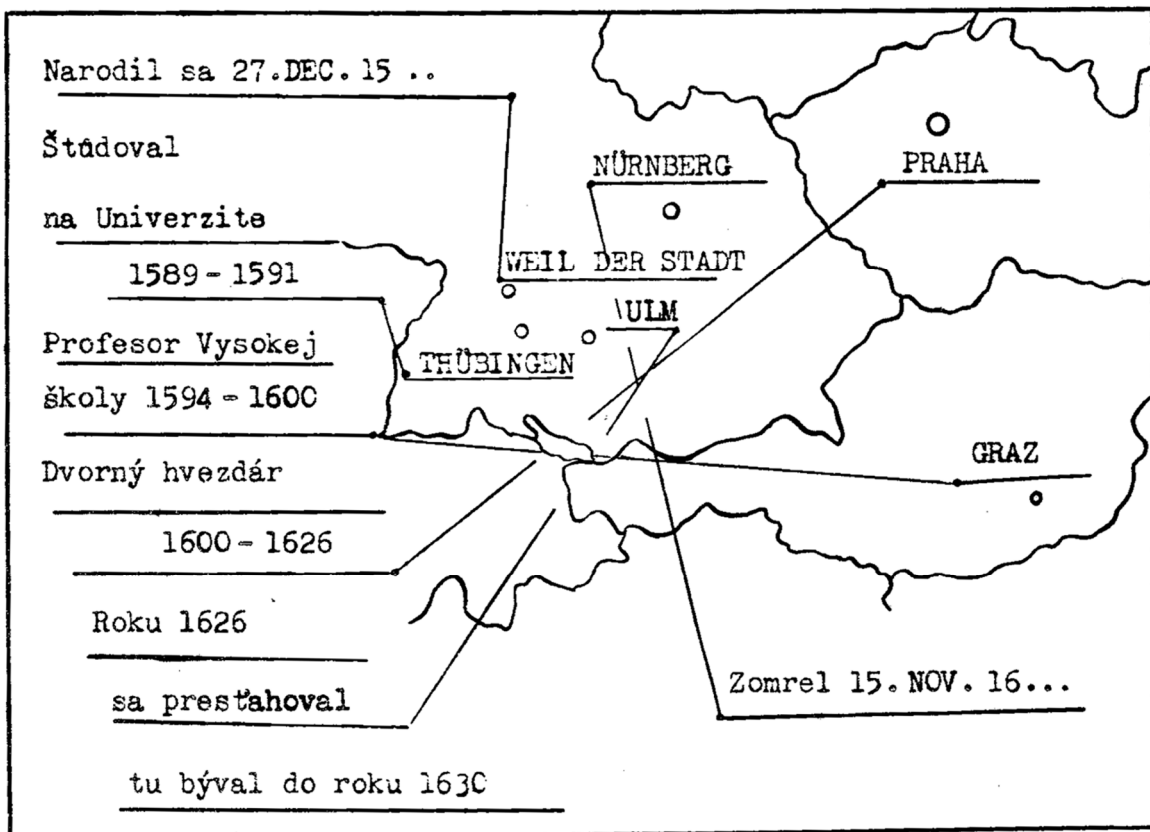 Narodil sa 27.DEC.15 ..
Študoval
na Univerzite
1589-1591
Profesor Vysokej
školy 1594-1600
Dvorný hvezdár
1600-1626
Roku 1626
sa presťahoval
tu býval do roku 1630
NÜRNBERG
PRAHA
WEIL DER STADT
ULM
THÜBINGEN
GRAZ
Zomrel 15.NOV.16...